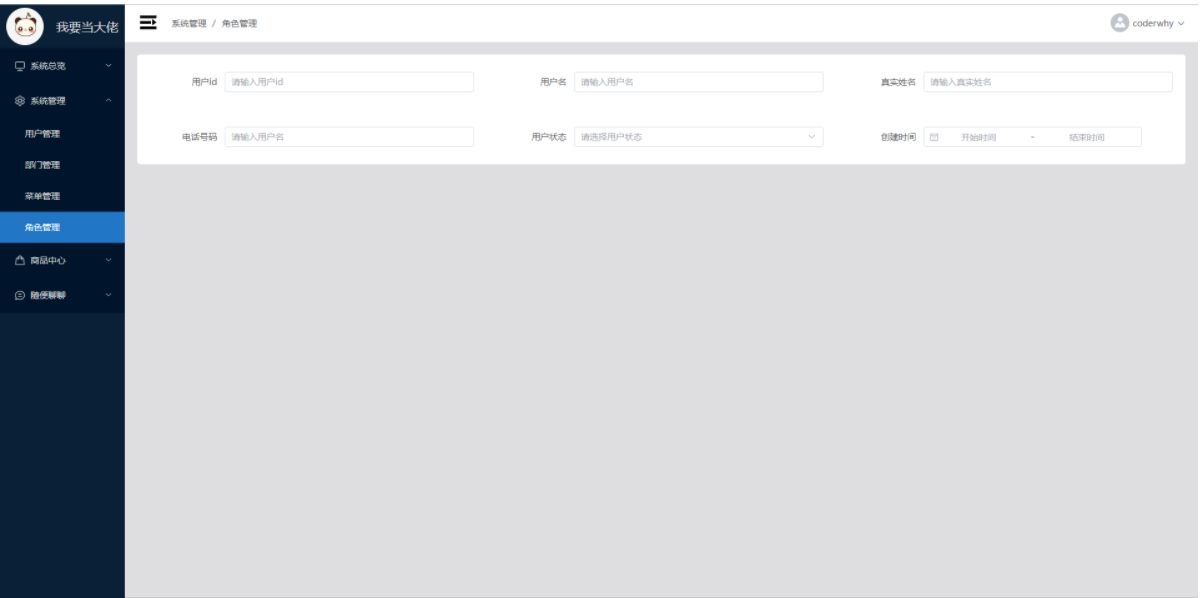 我要当大佬
系统管理 / 角色管理
coderwhy
系统总览
系统管理
用户管理
部门管理
菜单管理
角色管理
商品中心
随便聊聊
用户id 请输入用户id
用户名 请输入用户名
真实姓名 请输入真实姓名
电话号码 请输入用户名
用户状态 请选择用户状态
创建时间 开始时间 - 结束时间